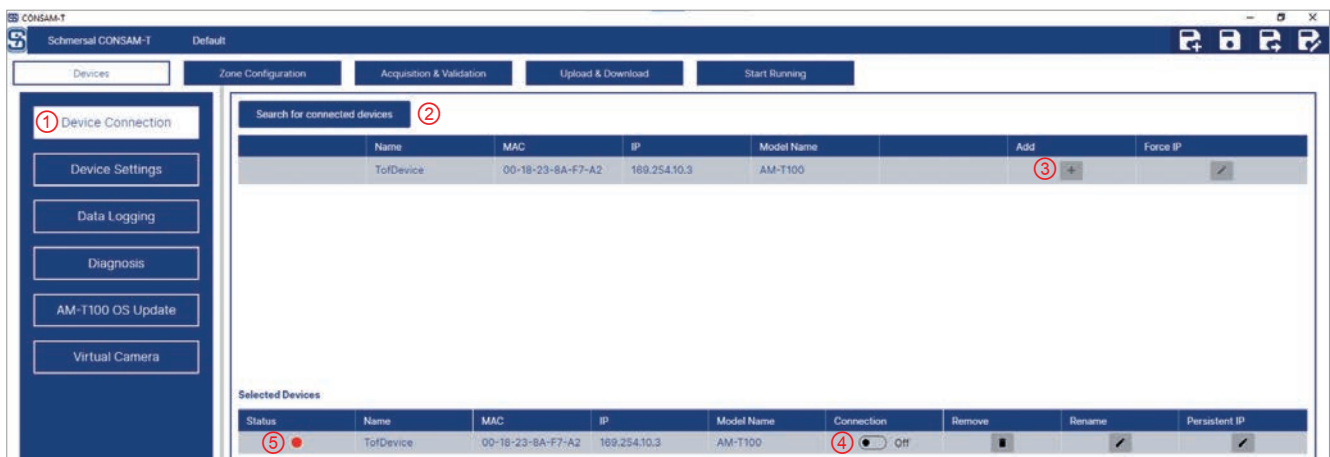 CONSAM-T
Schmersal CONSAM-T Default
Devices Zone Configuration Acquisition & Validation Upload & Download Start Running
① Device Connection
Device Settings
Data Logging
Diagnosis
AM-T100 OS Update
Virtual Camera
Search for connected devices ②
Name MAC IP Model Name Add Force IP
TofDevice 00-18-23-8A-F7-A2 169.254.10.3 AM-T100 ③ +
Selected Devices
Status Name MAC IP Model Name Connection Remove Rename Persistent IP
⑤ TofDevice 00-18-23-8A-F7-A2 169.254.10.3 AM-T100 ④ Off